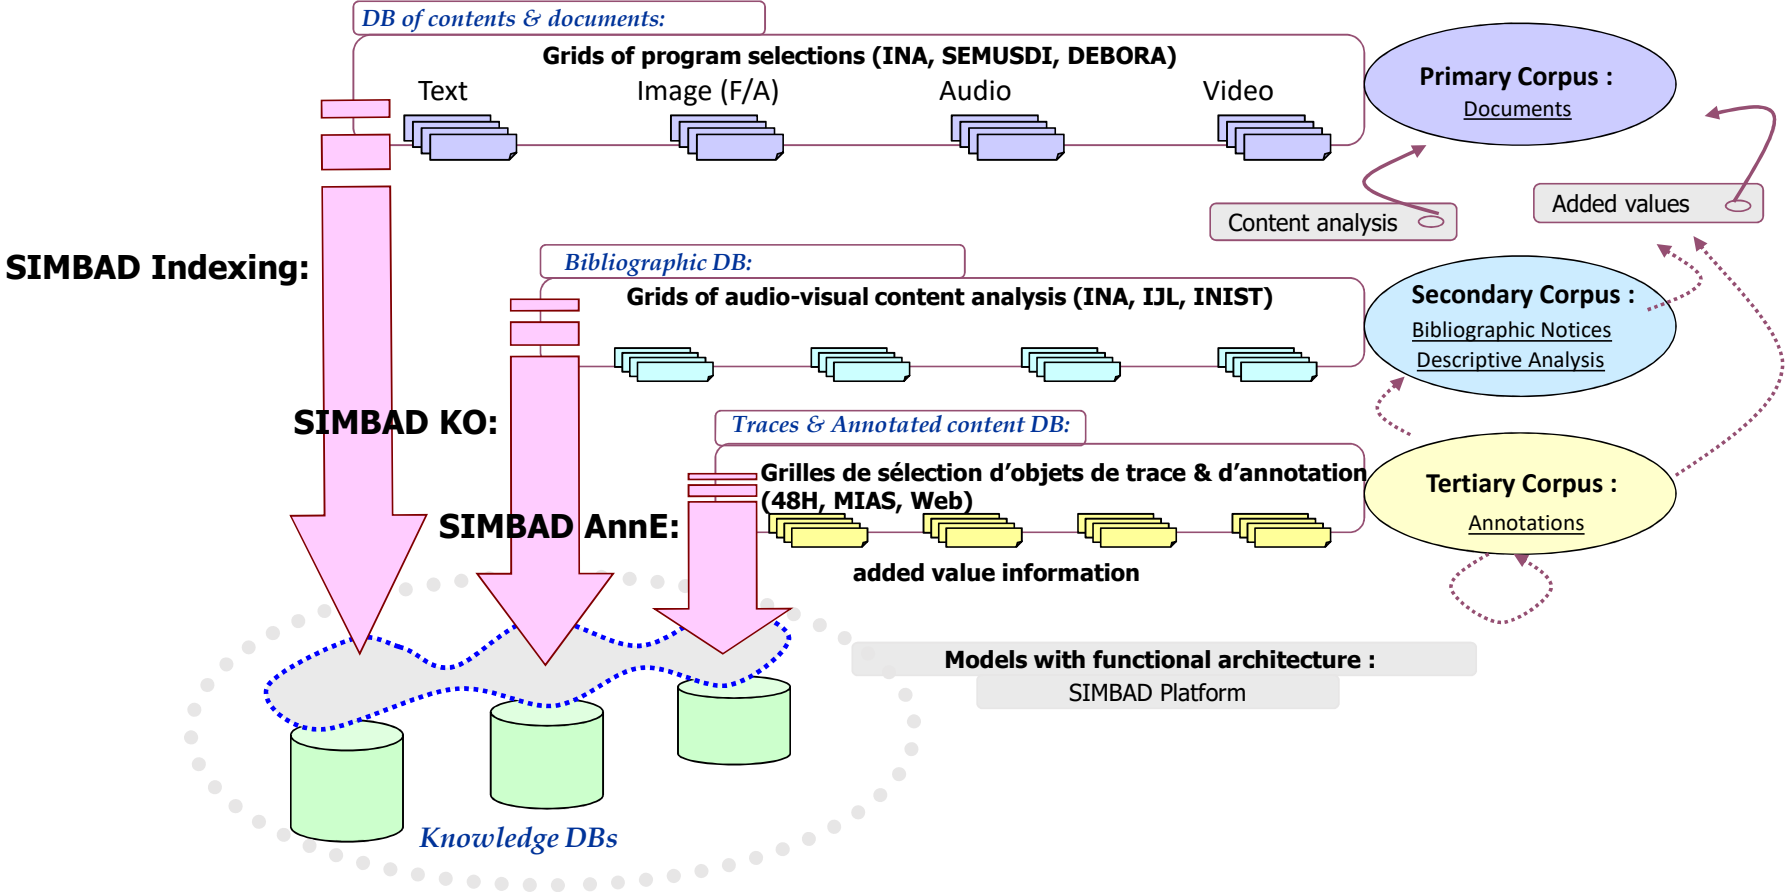 DB of contents & documents:
Grids of program selections (INA, SEMUSDI, DEBORA)
Text
Image (F/A)
Audio
Video
Primary Corpus :
Documents
Content analysis
Added values
SIMBAD Indexing:
Bibliographic DB:
Grids of audio-visual content analysis (INA, IJL, INIST)
Secondary Corpus :
Bibliographic Notices
Descriptive Analysis
SIMBAD KO:
Traces & Annotated content DB:
Grilles de sélection d’objets de trace & d’annotation
(48H, MIAS, Web)
Tertiary Corpus :
Annotations
SIMBAD AnnE:
added value information
Models with functional architecture :
SIMBAD Platform
Knowledge DBs